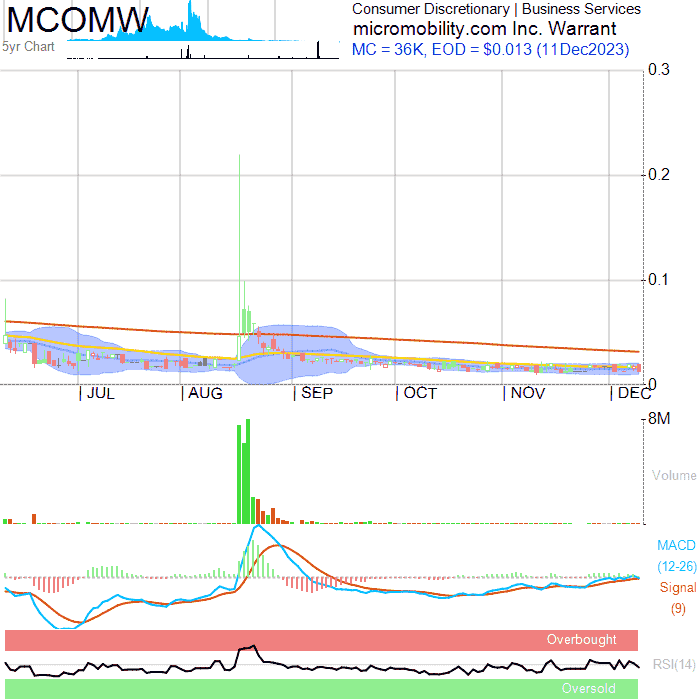 MCOMW
5yr Chart
Consumer Discretionary | Business Services
micromobility.com Inc. Warrant
MC = 36K, EOD = $0.013 (11Dec2023)
0.3
0.2
0.1
0
JUL AUG SEP OCT NOV DEC
8M
Volume
MACD
(12-26)
Signal
(9)
Overbought
RSI(14)
Oversold